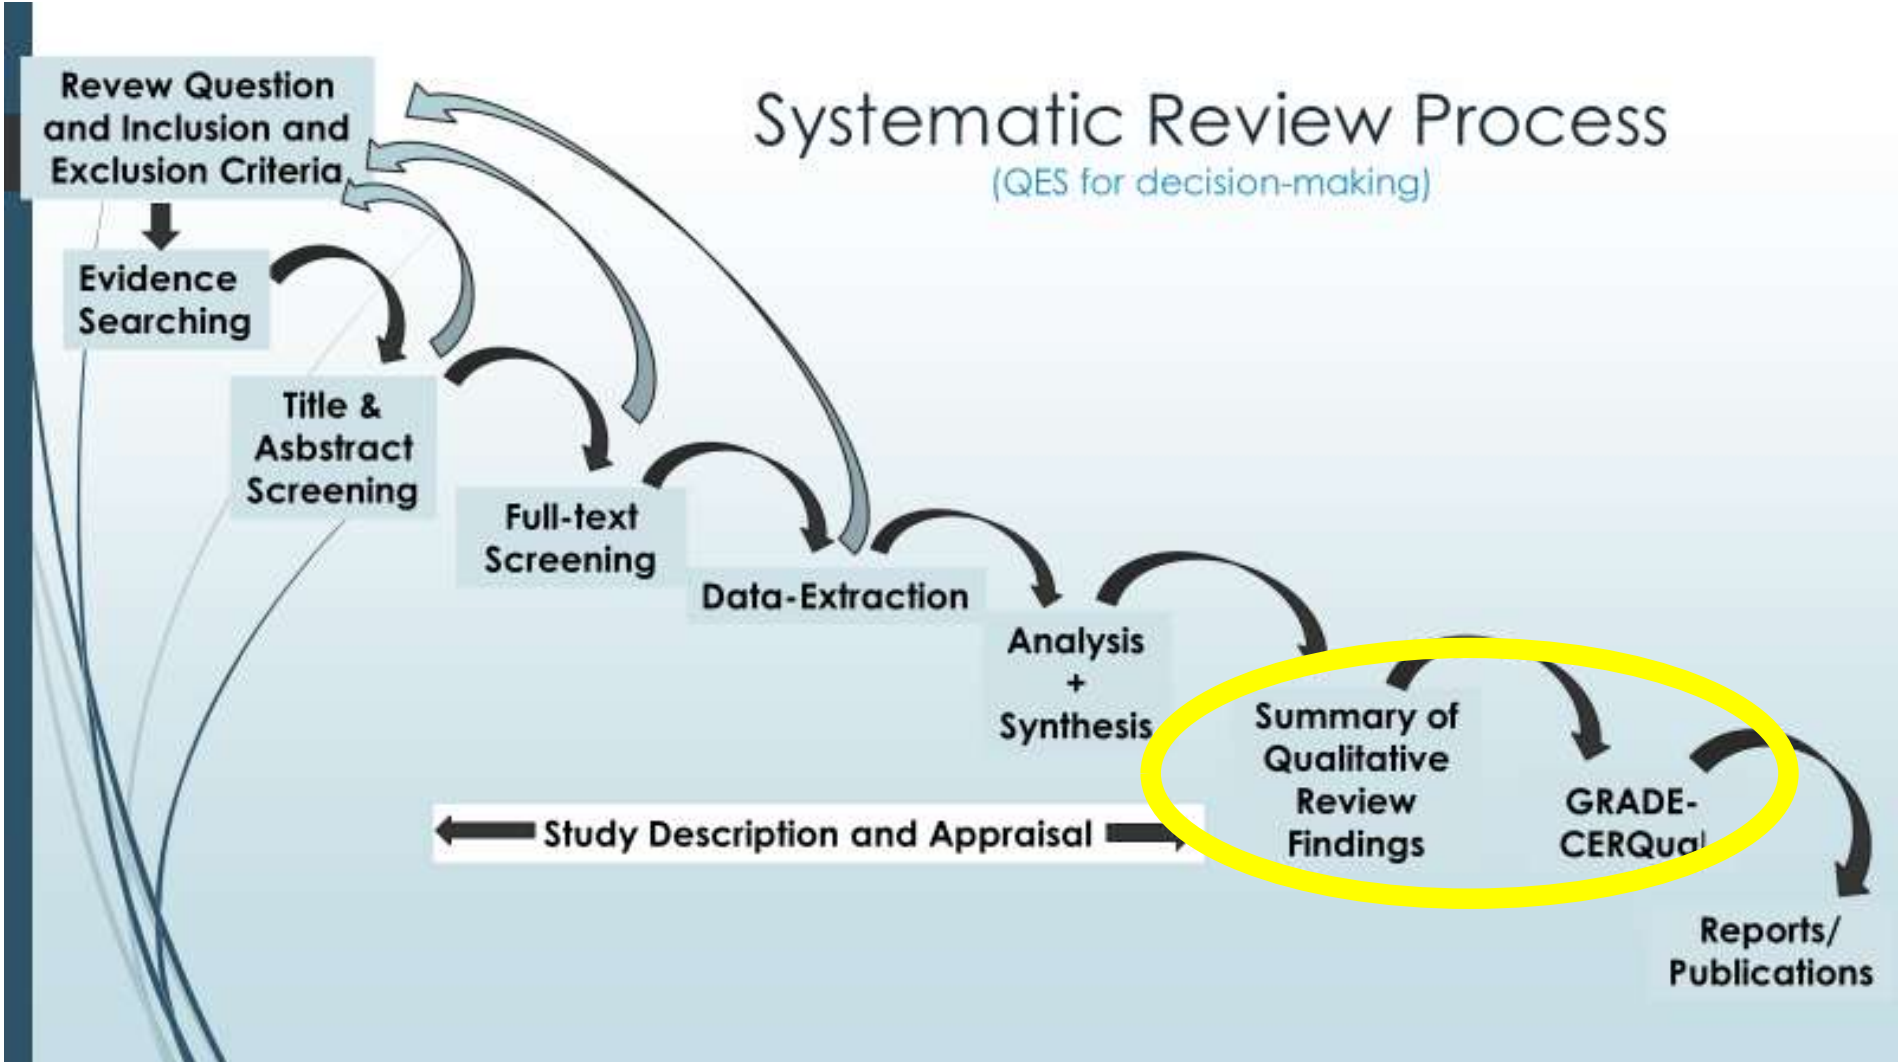 Systematic Review Process
(QES for decision-making)
Revew Question
and Inclusion and
Exclusion Criteria
Evidence
Searching
Title &
Asbstract
Screening
Full-text
Screening
Data-Extraction
Analysis
+
Synthesis
Summary of
Qualitative
Review
Findings
GRADE-
CERQual
Study Description and Appraisal
Reports/
Publications